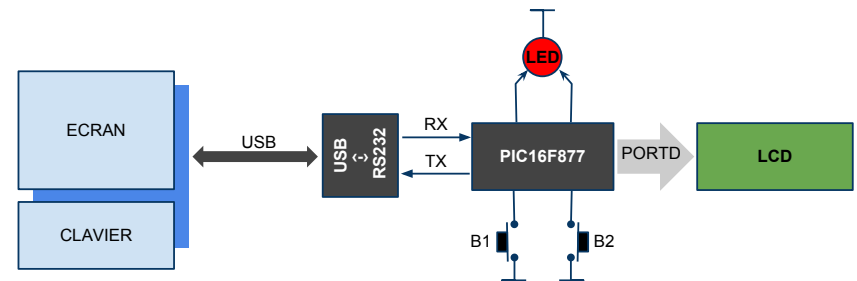 LED
ECRAN
USB
USB
<->
RS232
RX
TX
PIC16F877
PORTD
LCD
CLAVIER
B1
B2